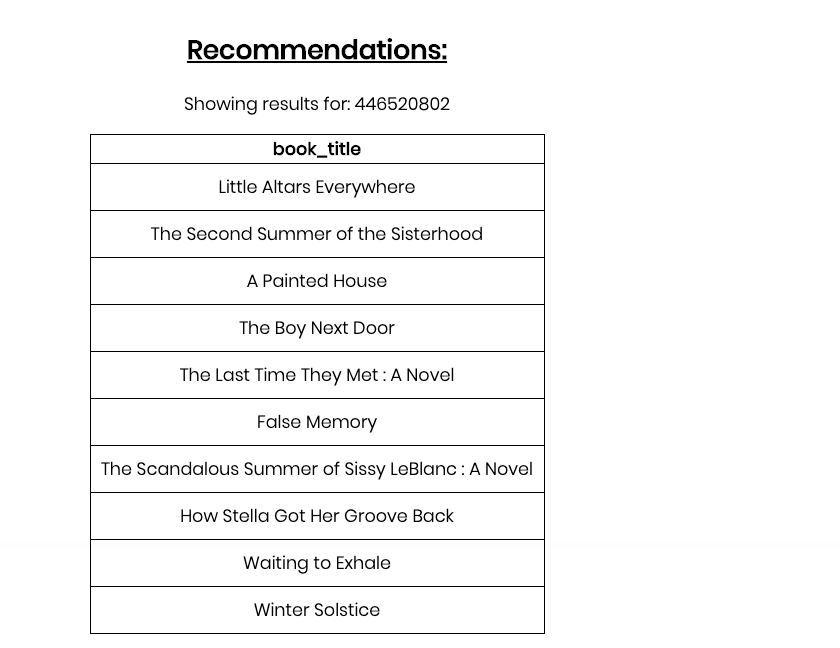 Recommendations:
Showing results for: 446520802
book_title
Little Altars Everywhere
The Second Summer of the Sisterhood
A Painted House
The Boy Next Door
The Last Time They Met : A Novel
False Memory
The Scandalous Summer of Sissy LeBlanc : A Novel
How Stella Got Her Groove Back
Waiting to Exhale
Winter Solstice